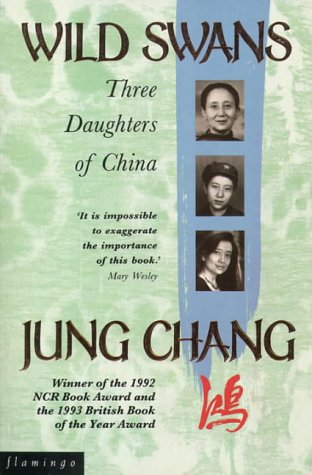 WILD SWANS
Three
Daughters
of China
'It is impossible
to exaggerate
the importance
of this book.'
Mary Wesley
JUNG CHANG
Winner of the 1992
NCR Book Award and
the 1993 British Book
of the Year Award
鴻
flamingo